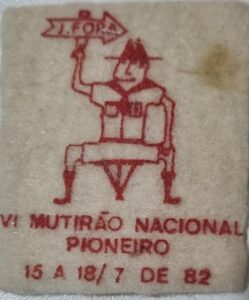 J. FORA
VI MUTIRÃO NACIONAL
PIONEIRO
15 A 18/7 DE 82